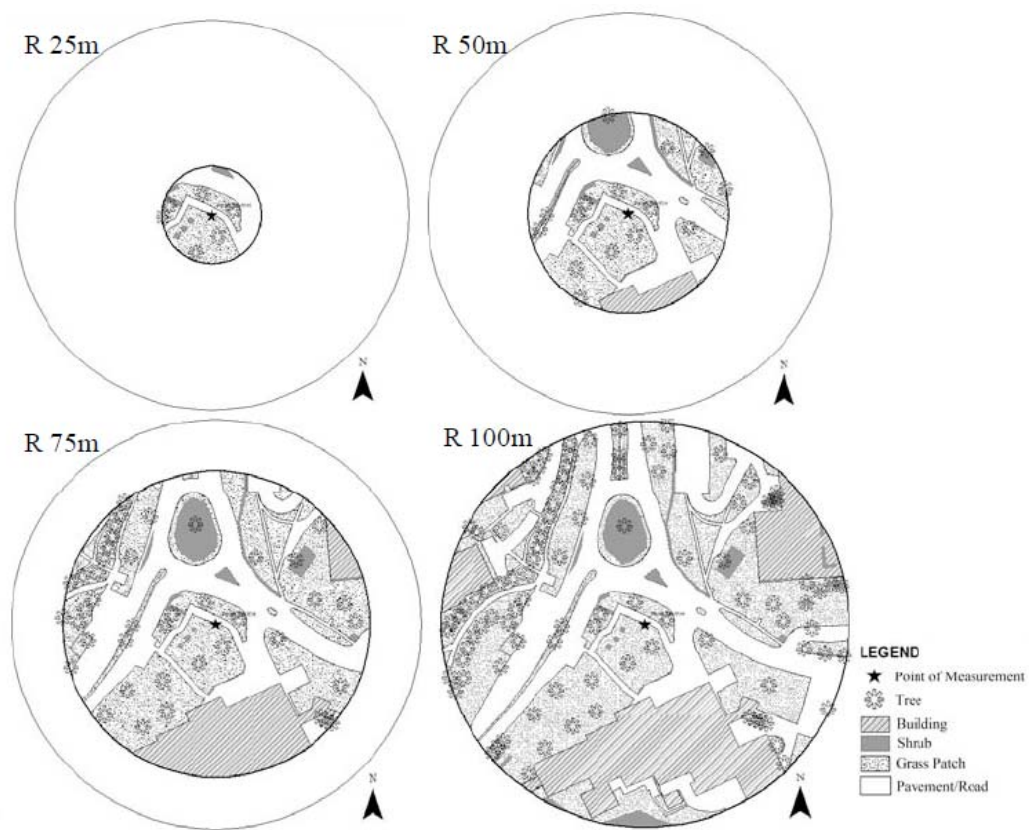 R 25m
R 50m
N
N
R 75m
R 100m
N
N
LEGEND
Point of Measurement
Tree
Building
Shrub
Grass Patch
Pavement/Road